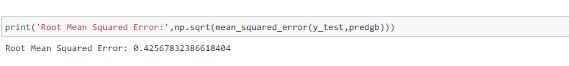 print('Root Mean Squared Error:',np.sqrt(mean_squared_error(y_test,predgb)))
Root Mean Squared Error: 0.42567832386618404